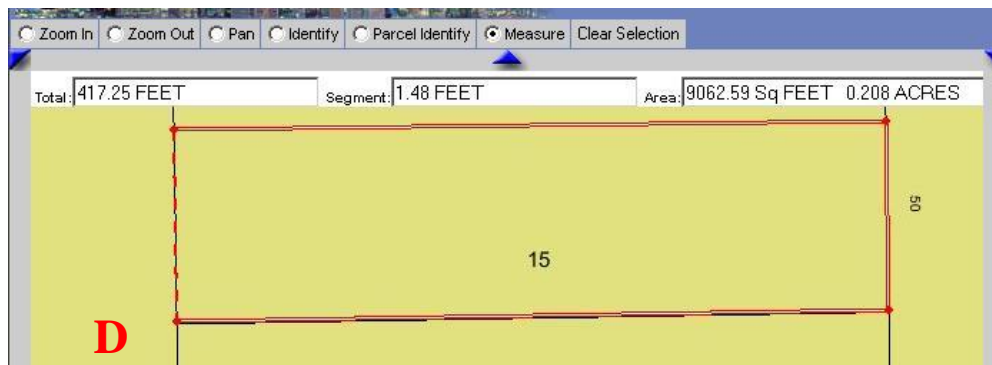 Zoom In Zoom Out Pan Identify Parcel Identify Measure Clear Selection
Total: 417.25 FEET Segment: 1.48 FEET Area: 9062.59 Sq FEET 0.208 ACRES
50
15
D